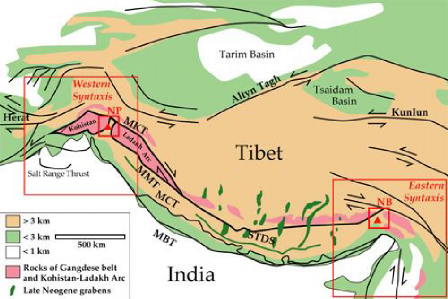 Tarim Basin
Western
Syntaxis
Altyn Tagh
Tsaidam
Basin
Herat
NP
MKT
Kohistan
Ladakh Arc
Kunlun
Tibet
Salt Range Thrust
MMT
MCT
Eastern
Syntaxis
NB
STDS
MBT
India
> 3 km
< 3 km
< 1 km
500 km
Rocks of Gangdese belt
and Kohistan-Ladakh Arc
Late Neogene grabens